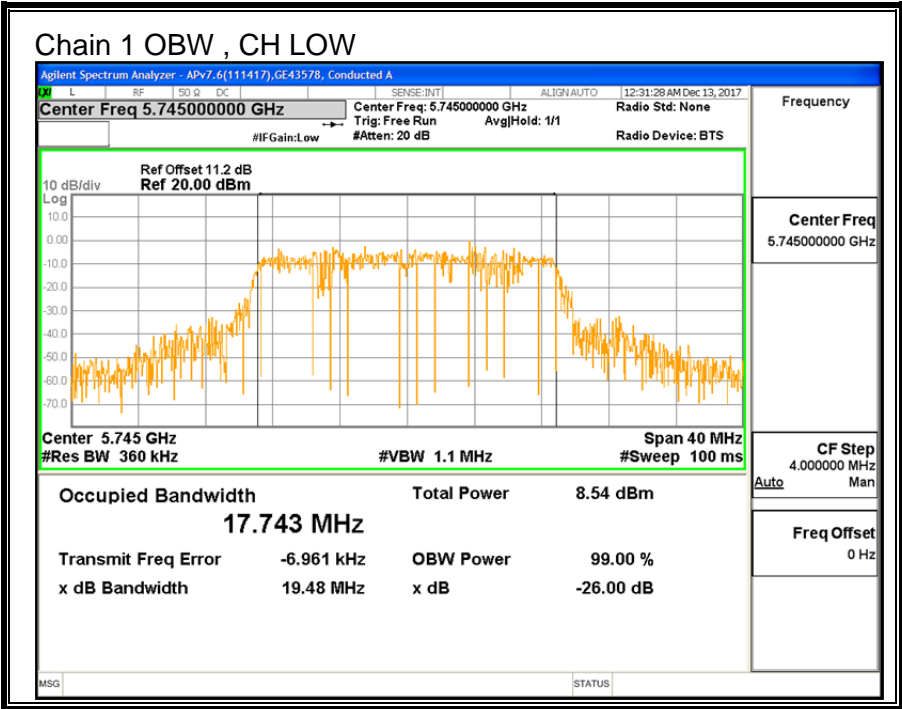 Chain 1 OBW , CH LOW
Agilent Spectrum Analyzer - APv7.6(111417),GE43578, Conducted A
LXI L RF 50 Ω DC SENSE:INT ALIGNAUTO 12:31:28 AM Dec 13, 2017
Center Freq 5.745000000 GHz
Center Freq: 5.745000000 GHz Radio Std: None
Trig: Free Run Avg|Hold: 1/1
#IFGain:Low #Atten: 20 dB Radio Device: BTS
Ref Offset 11.2 dB
10 dB/div Ref 20.00 dBm
Log
10.0
0.00
-10.0
-20.0
-30.0
-40.0
-50.0
-60.0
-70.0
Center 5.745 GHz Span 40 MHz
#Res BW 360 kHz #VBW 1.1 MHz #Sweep 100 ms
Occupied Bandwidth Total Power 8.54 dBm
17.743 MHz
Transmit Freq Error -6.961 kHz OBW Power 99.00 %
x dB Bandwidth 19.48 MHz x dB -26.00 dB
MSG STATUS
Frequency
Center Freq
5.745000000 GHz
CF Step
4.000000 MHz
Auto Man
Freq Offset
0 Hz